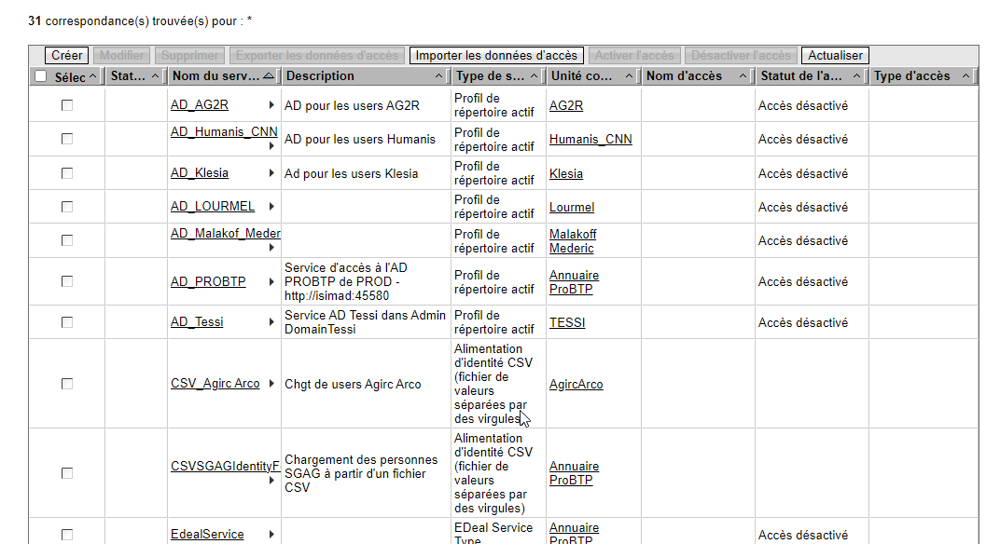 31 correspondance(s) trouvée(s) pour : *
Créer Modifier Supprimer Exporter les données d'accès Importer les données d'accès Activer l'accès Désactiver l'accès Actualiser
Sélec Stat... Nom du serv... Description Type de s... Unité co... Nom d'accès Statut de l'a... Type d'accès
AD_AG2R AD pour les users AG2R Profil de répertoire actif AG2R Accès désactivé
AD_Humanis_CNN AD pour les users Humanis Profil de répertoire actif Humanis_CNN Accès désactivé
AD_Klesia Ad pour les users Klesia Profil de répertoire actif Klesia Accès désactivé
AD_LOURMEL Profil de répertoire actif Lourmel Accès désactivé
AD_Malakof_Meder Profil de répertoire actif Malakoff Mederic Accès désactivé
AD_PROBTP Service d'accès à l'AD PROBTP de PROD - http://isimad:45580 Profil de répertoire actif Annuaire ProBTP Accès désactivé
AD_Tessi Service AD Tessi dans Admin DomainTessi Profil de répertoire actif TESSI Accès désactivé
CSV_Agirc Arco Chgt de users Agirc Arco Alimentation d'identité CSV (fichier de valeurs séparées par des virgules) AgircArco
CSVSGAGIdentityF Chargement des personnes SGAG à partir d'un fichier CSV Alimentation d'identité CSV (fichier de valeurs séparées par des virgules) Annuaire ProBTP
EdealService EDeal Service Type Annuaire ProBTP Accès désactivé